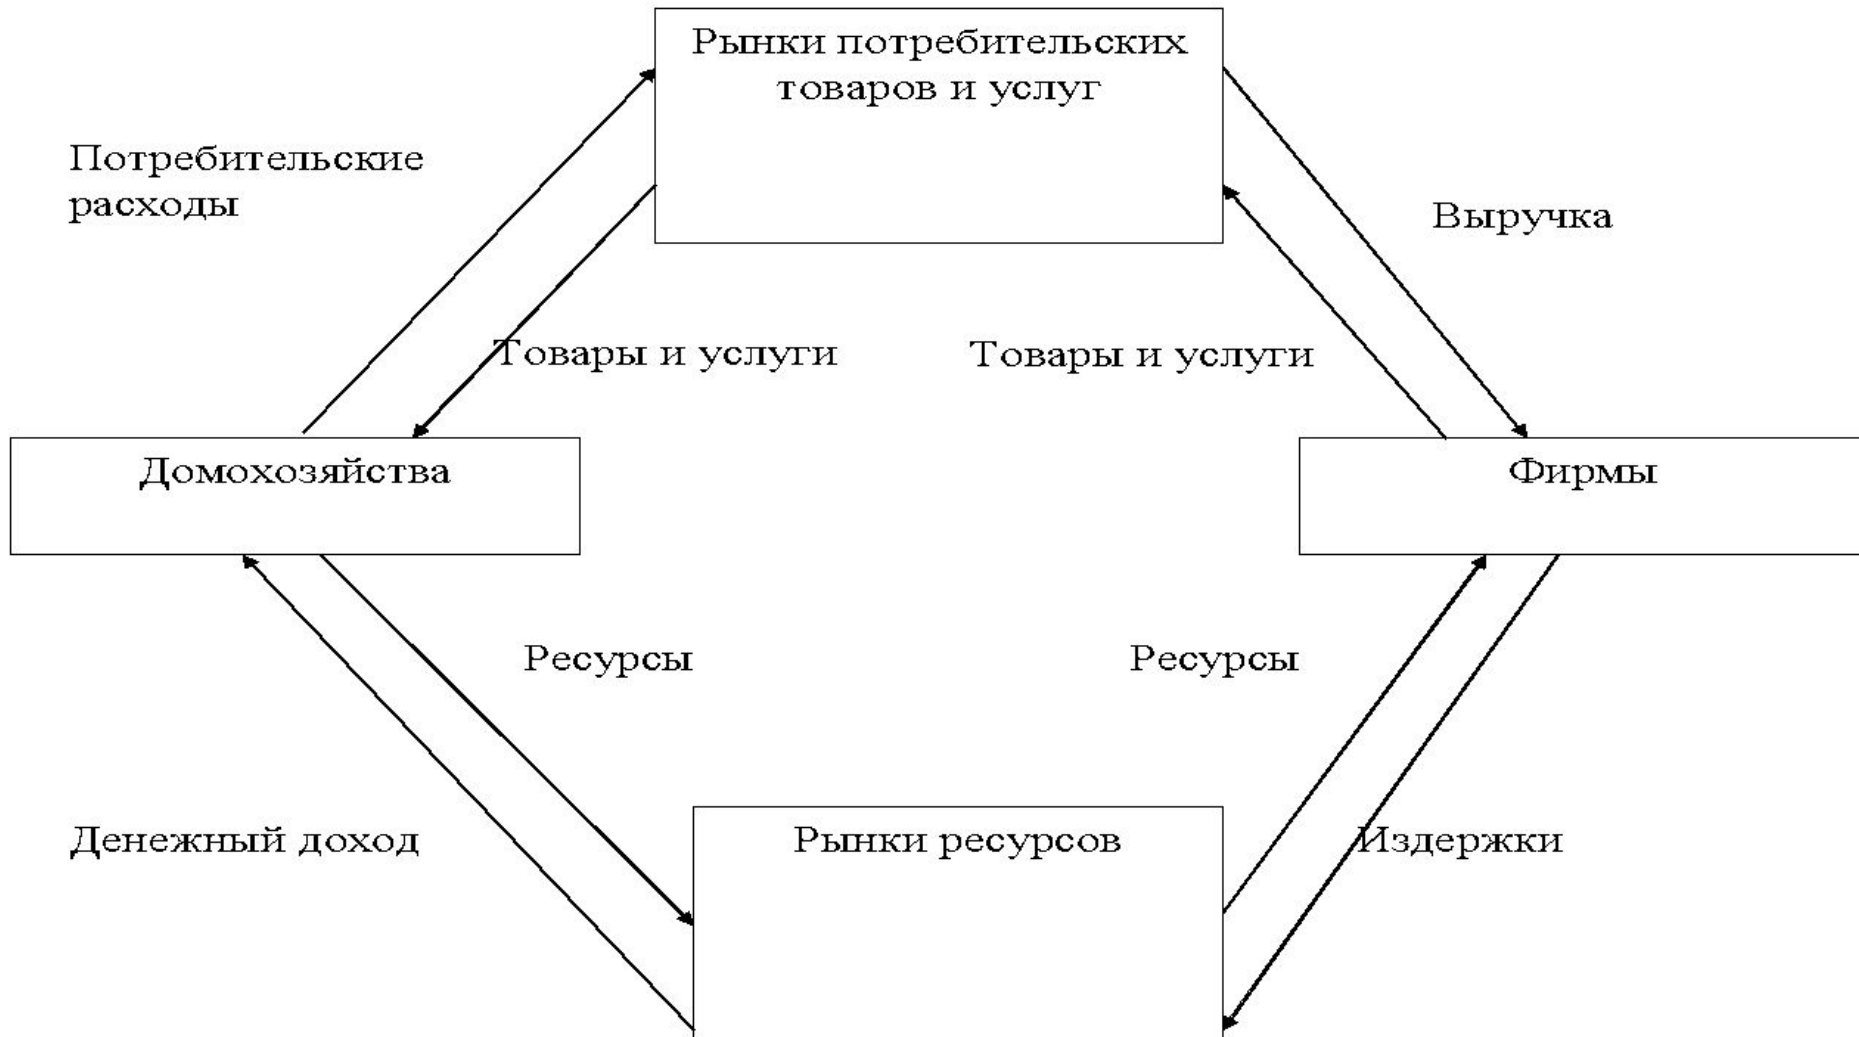 Рынки потребительских
товаров и услуг
Потребительские
расходы
Выручка
Товары и услуги
Товары и услуги
Домохозяйства
Фирмы
Ресурсы
Ресурсы
Денежный доход
Рынки ресурсов
Издержки